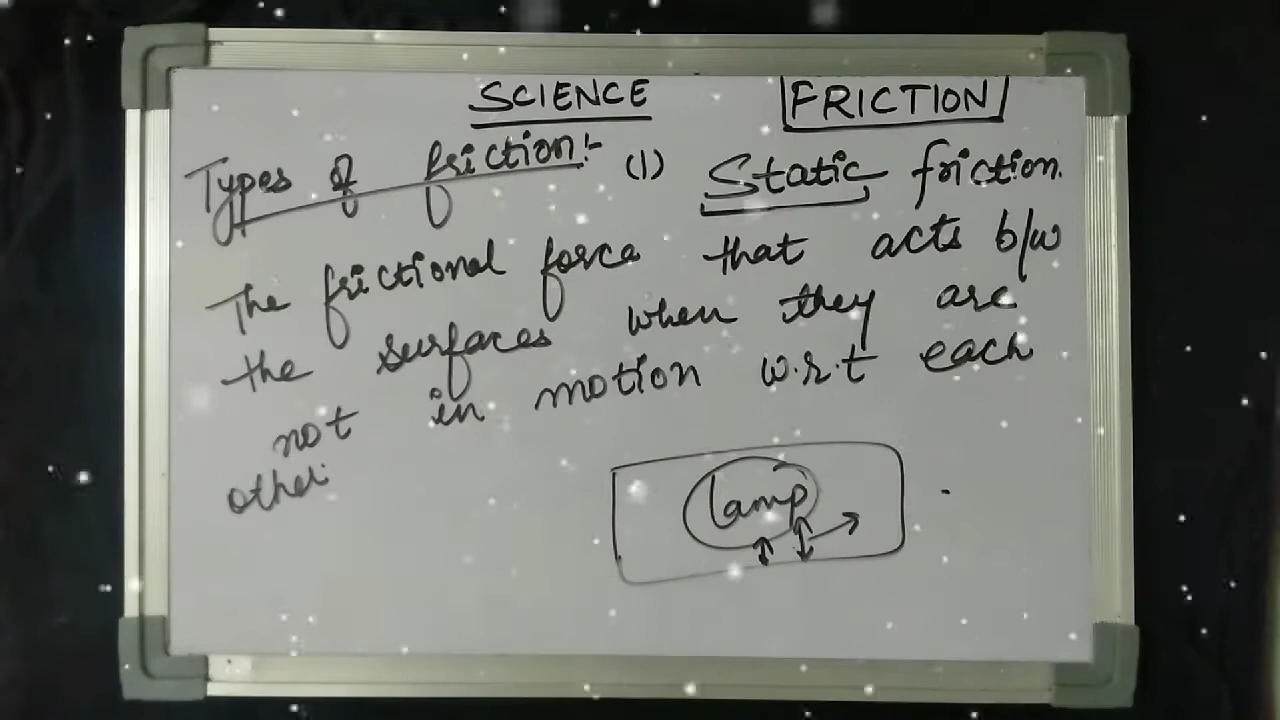 SCIENCE FRICTION
Types of friction:- (1) Static friction.
The frictional force that acts b/w
the surfaces when they are
not in motion w.r.t each
other.
lamp